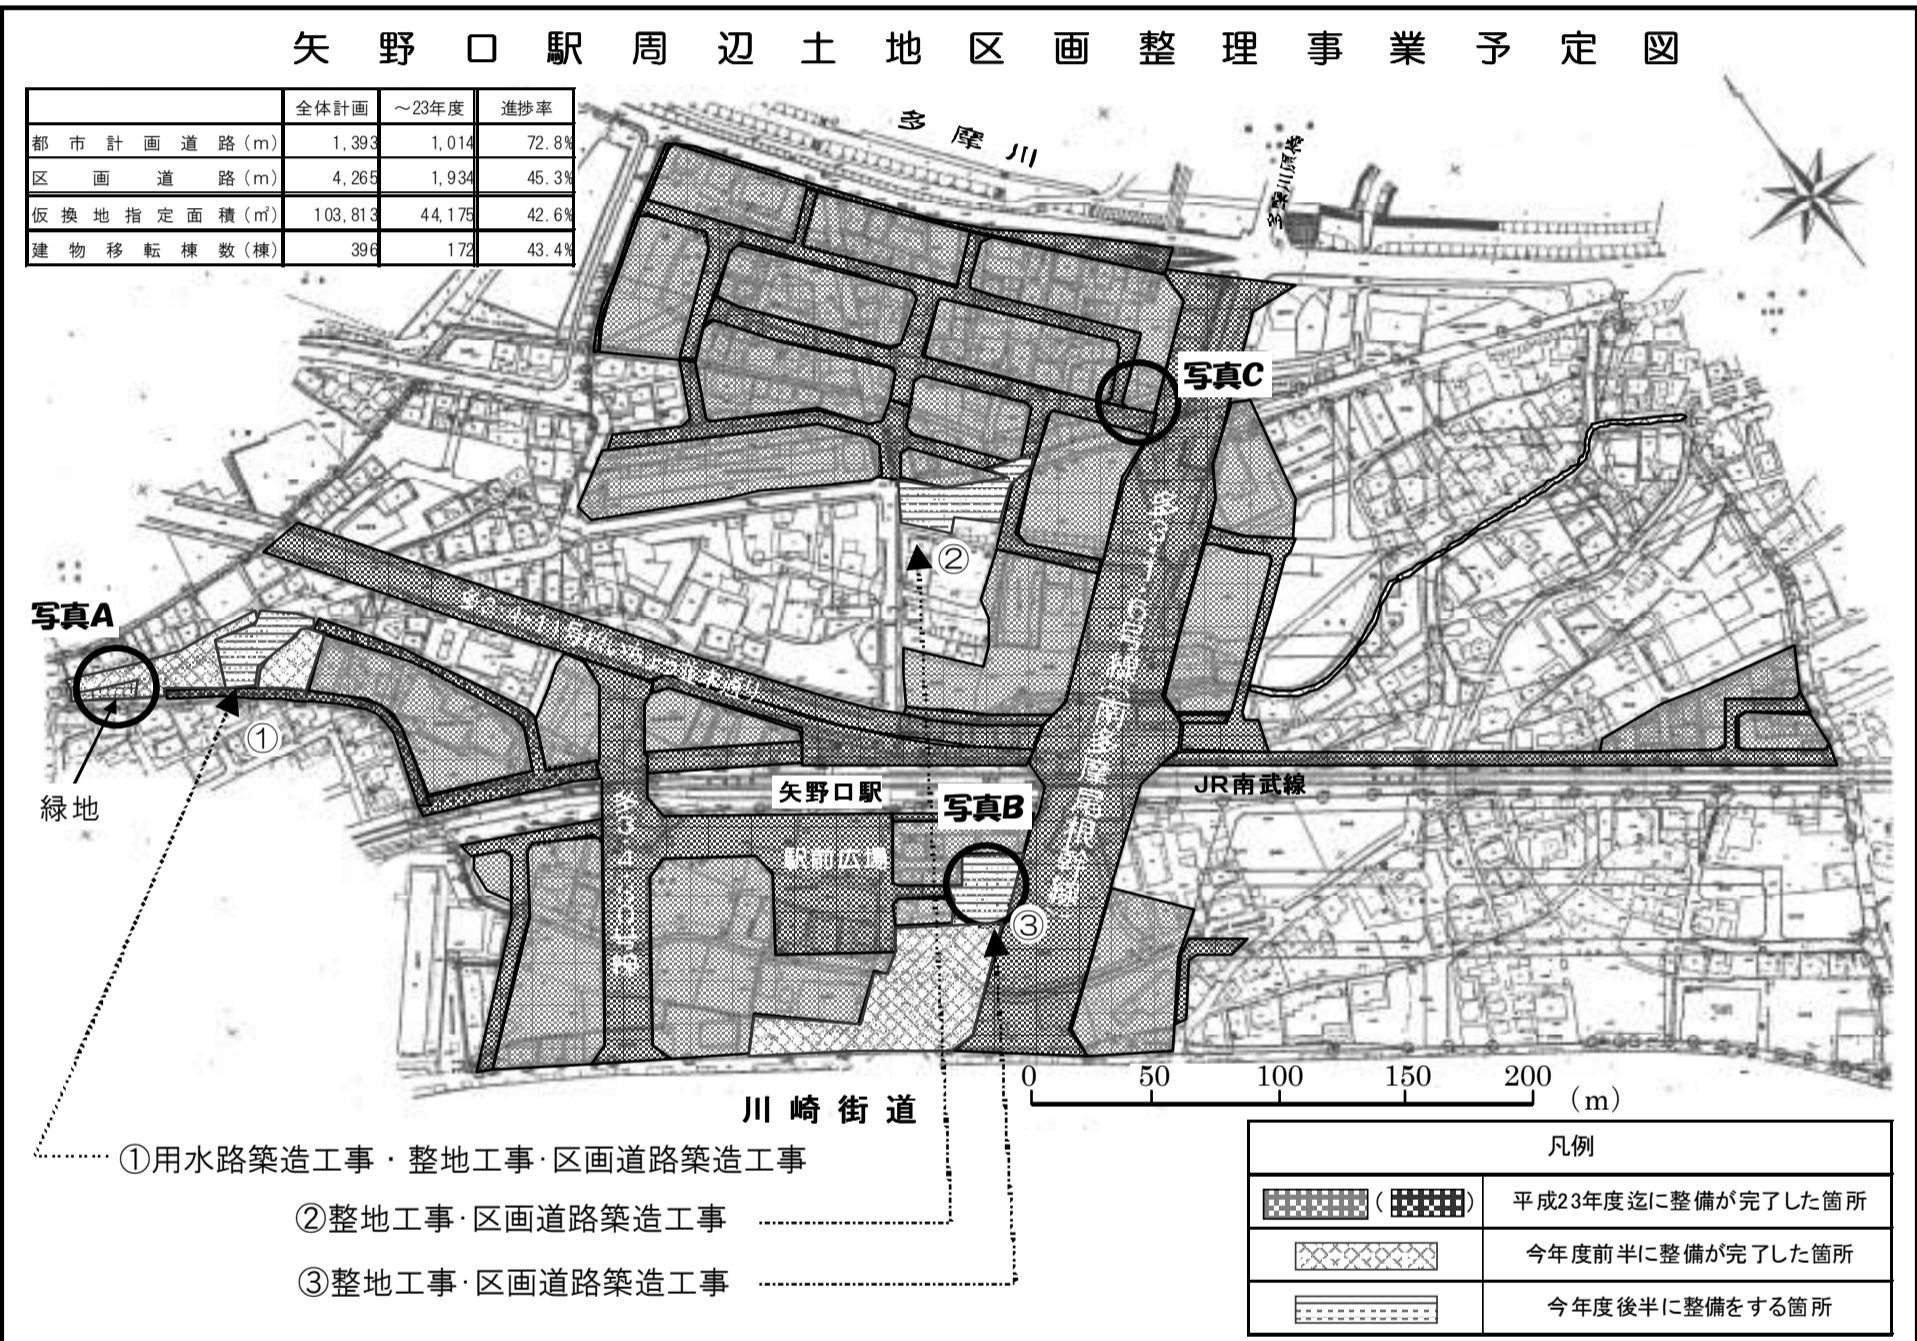 矢野口駅周辺土地区画整理事業予定図
全体計画 ～23年度 進捗率
都市計画道路(m) 1,393 1,014 72.8%
区画道路(m) 4,265 1,934 45.3%
仮換地指定面積(㎡) 103,813 44,175 42.6%
建物移転棟数(棟) 396 172 43.4%
多摩川
多摩川原橋
写真C
②
写真A
①
緑地
矢野口駅
JR南武線
写真B
駅前広場
③
川崎街道
0 50 100 150 200 (m)
①用水路築造工事・整地工事・区画道路築造工事
②整地工事・区画道路築造工事
③整地工事・区画道路築造工事
凡例
( ) 平成23年度迄に整備が完了した箇所
今年度前半に整備が完了した箇所
今年度後半に整備をする箇所